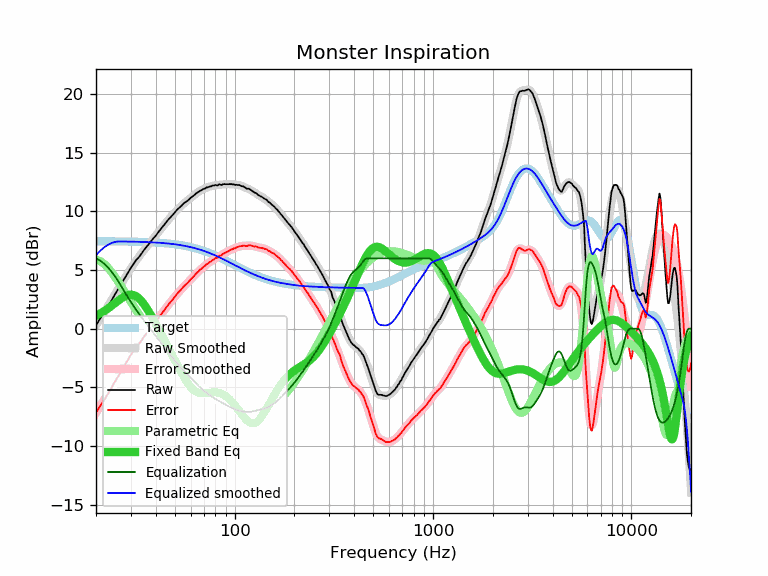 Monster Inspiration
Amplitude (dBr)
20
15
10
5
0
−5
−10
−15
Target
Raw Smoothed
Error Smoothed
Raw
Error
Parametric Eq
Fixed Band Eq
Equalization
Equalized smoothed
100
1000
10000
Frequency (Hz)